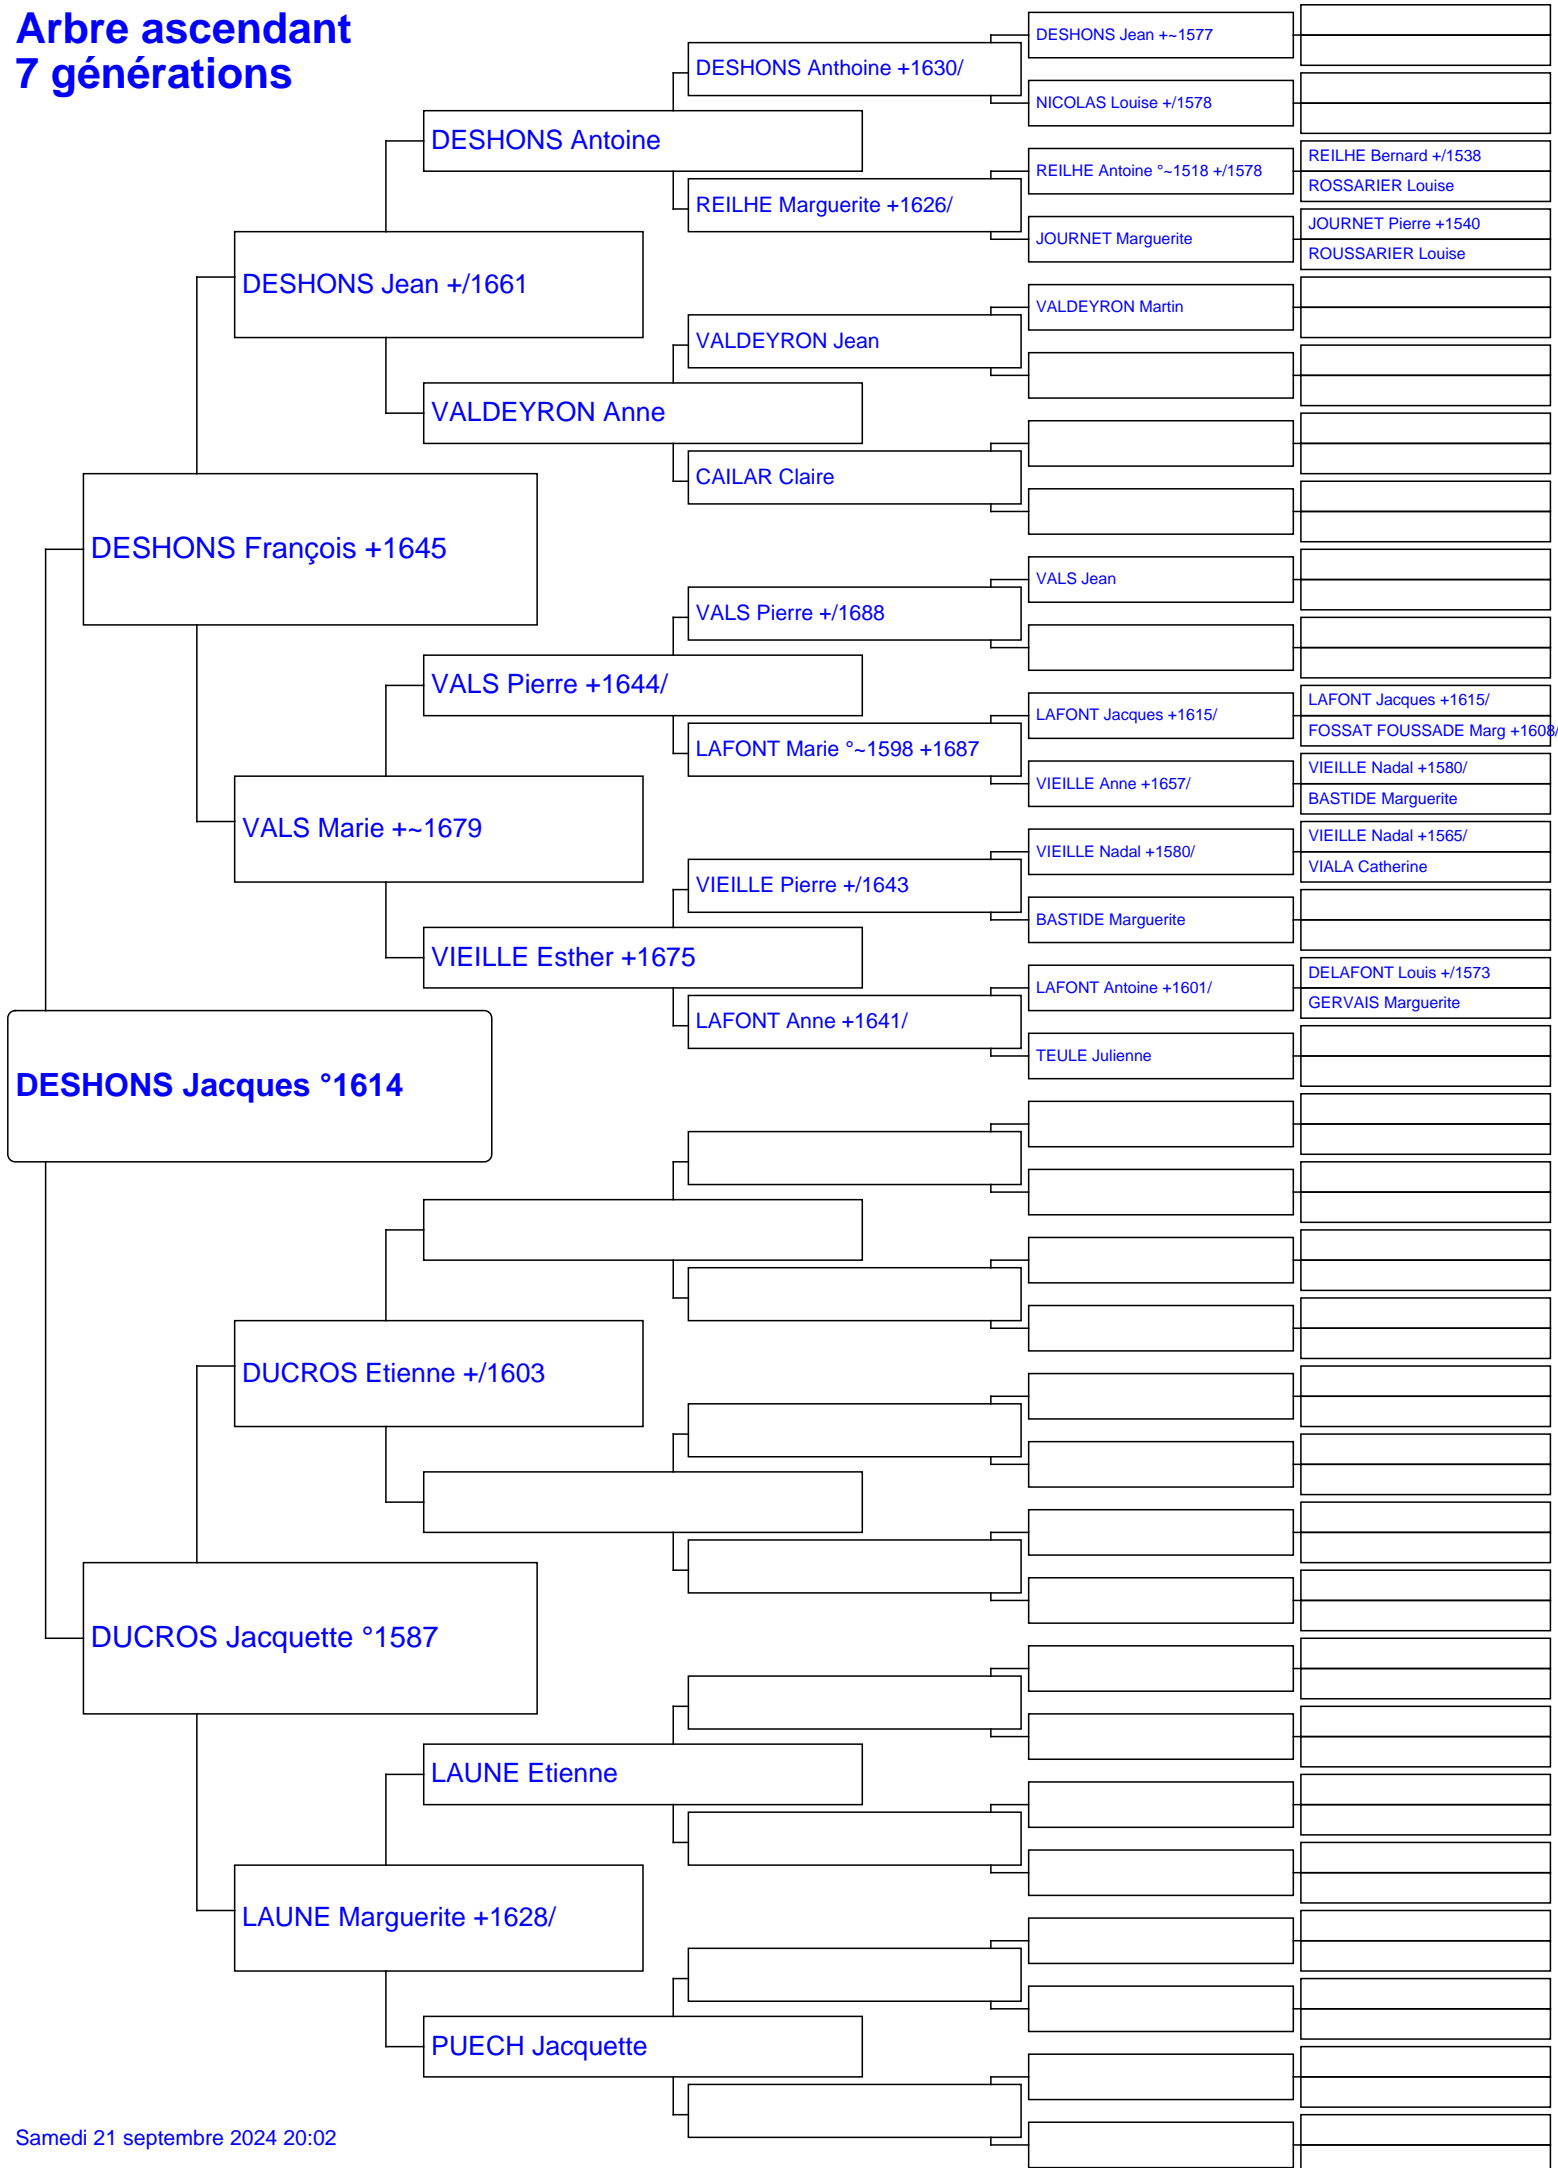 Arbre ascendant
7 générations
DESHONS Jean +~1577
DESHONS Anthoine +1630/
NICOLAS Louise +/1578
DESHONS Antoine
REILHE Bernard +/1538
REILHE Antoine °~1518 +/1578
ROSSARIER Louise
REILHE Marguerite +1626/
JOURNET Pierre +1540
JOURNET Marguerite
ROUSSARIER Louise
DESHONS Jean +/1661
VALDEYRON Martin
VALDEYRON Jean
VALDEYRON Anne
CAILAR Claire
DESHONS François +1645
VALS Jean
VALS Pierre +/1688
VALS Pierre +1644/
LAFONT Jacques +1615/
LAFONT Jacques +1615/
FOSSAT FOUSSADE Marg +1608/
LAFONT Marie °~1598 +1687
VIEILLE Nadal +1580/
VIEILLE Anne +1657/
BASTIDE Marguerite
VALS Marie +~1679
VIEILLE Nadal +1565/
VIEILLE Nadal +1580/
VIALA Catherine
VIEILLE Pierre +/1643
BASTIDE Marguerite
VIEILLE Esther +1675
DELAFONT Louis +/1573
LAFONT Antoine +1601/
GERVAIS Marguerite
LAFONT Anne +1641/
TEULE Julienne
DESHONS Jacques °1614
DUCROS Etienne +/1603
DUCROS Jacquette °1587
LAUNE Etienne
LAUNE Marguerite +1628/
PUECH Jacquette
Samedi 21 septembre 2024 20:02